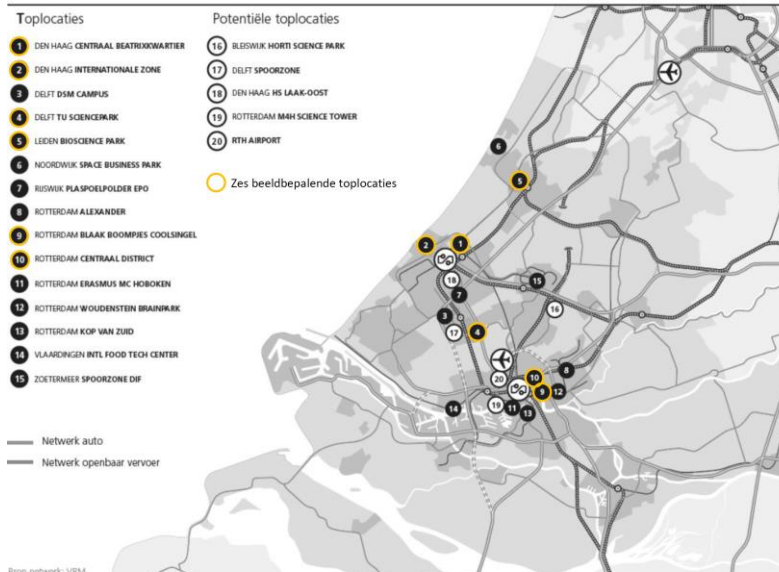 Toplocaties
1 DEN HAAG CENTRAAL BEATRIXKWARTIER
2 DEN HAAG INTERNATIONALE ZONE
3 DELFT DSM CAMPUS
4 DELFT TU SCIENCEPARK
5 LEIDEN BIOSCIENCE PARK
6 NOORDWIJK SPACE BUSINESS PARK
7 RIJSWIJK PLASPOELPOLDER EPO
8 ROTTERDAM ALEXANDER
9 ROTTERDAM BLAAK BOOMPJES COOLSINGEL
10 ROTTERDAM CENTRAAL DISTRICT
11 ROTTERDAM ERASMUS MC HOBOKEN
12 ROTTERDAM WOUDENSTEIN BRAINPARK
13 ROTTERDAM KOP VAN ZUID
14 VLAARDINGEN INTL FOOD TECH CENTER
15 ZOETERMEER SPOORZONE DIF
Potentiële toplocaties
16 BLEISWIJK HORTI SCIENCE PARK
17 DELFT SPOORZONE
18 DEN HAAG HS LAAK-OOST
19 ROTTERDAM M4H SCIENCE TOWER
20 RTH AIRPORT
Zes beeldbepalende toplocaties
Netwerk auto
Netwerk openbaar vervoer
6
5
2
1
18
7
15
3
17
4
16
20
10
8
9
12
19
11
13
14
Bron netwerk: VRM